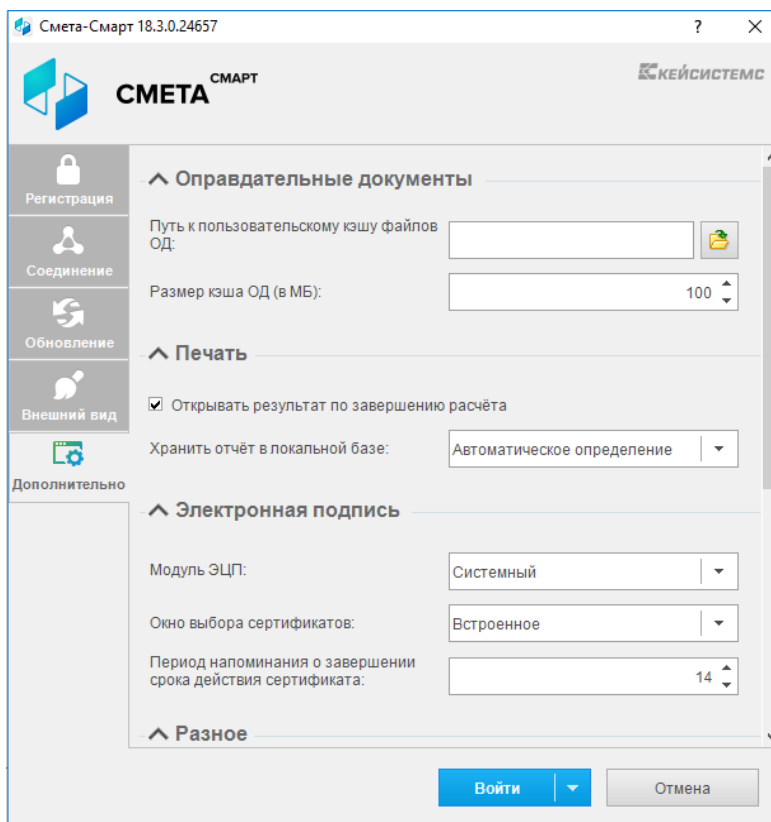 Смета-Смарт 18.3.0.24657
СМЕТА СМАРТ
КЕЙСИСТЕМС
Регистрация
Соединение
Обновление
Внешний вид
Дополнительно
Оправдательные документы
Путь к пользовательскому кэшу файлов
ОД:
Размер кэша ОД (в МБ):
100
Печать
Открывать результат по завершению расчёта
Хранить отчёт в локальной базе:
Автоматическое определение
Электронная подпись
Модуль ЭЦП:
Системный
Окно выбора сертификатов:
Встроенное
Период напоминания о завершении
срока действия сертификата:
14
Разное
Войти
Отмена